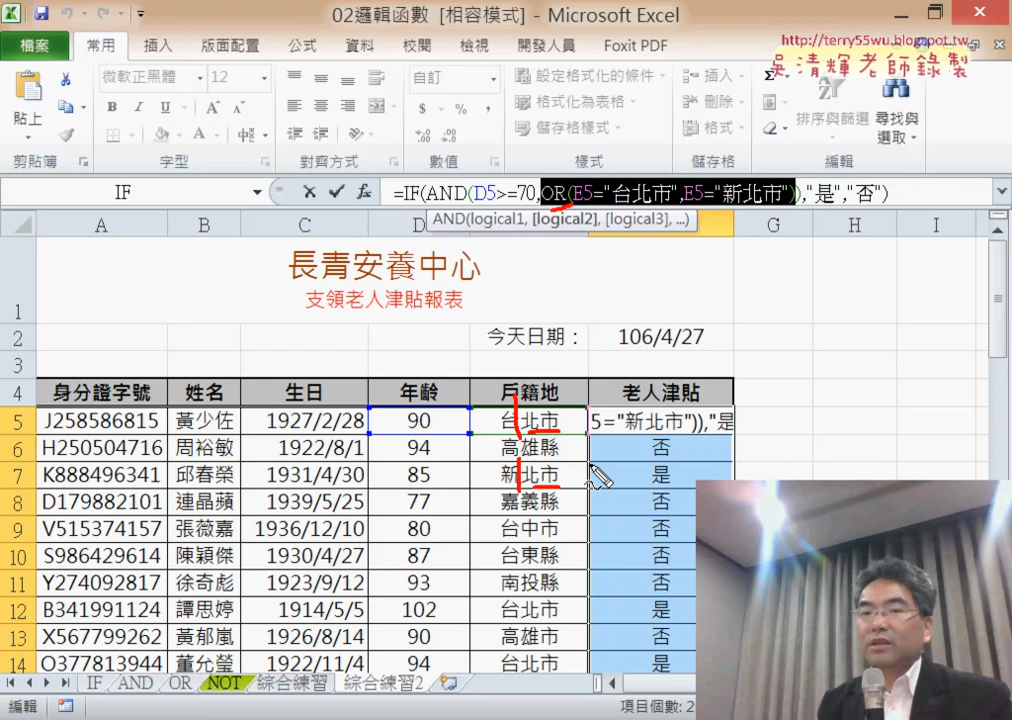 02邏輯函數 [相容模式] - Microsoft Excel
檔案 常用 插入 版面配置 公式 資料 校閱 檢視 開發人員 Foxit PDF
http://terry55wu.blogspot.tw
吳清輝老師錄製
微軟正黑體 12 自訂 設定格式化的條件 插入 Σ
貼上 B I U A A $ % , 格式化為表格 刪除 排序與篩選 尋找與選取
儲存格樣式 格式
剪貼簿 字型 對齊方式 數值 樣式 儲存格 編輯
IF fx =IF(AND(D5>=70,OR(E5="台北市",E5="新北市")),"是","否")
AND(logical1, [logical2], [logical3], ...)
A B C D G H I
1 長青安養中心
支領老人津貼報表
2 今天日期： 106/4/27
3
4 身分證字號 姓名 生日 年齡 戶籍地 老人津貼
5 J258586815 黃少佐 1927/2/28 90 台北市 5="新北市")),"是
6 H250504716 周裕敏 1922/8/1 94 高雄縣 否
7 K888496341 邱春榮 1931/4/30 85 新北市 是
8 D179882101 連晶蘋 1939/5/25 77 嘉義縣 否
9 V515374157 張薇嘉 1936/12/10 80 台中市 否
10 S986429614 陳穎傑 1930/4/27 87 台東縣 否
11 Y274092817 徐奇彪 1923/9/12 93 南投縣 否
12 B341991124 譚思婷 1914/5/5 102 台北市 是
13 X567799262 黃郁嵐 1926/8/14 90 高雄市 否
14 O377813944 董允瑩 1922/11/4 94 台北市 是
IF AND OR NOT 綜合練習 綜合練習2
編輯 項目個數: 2